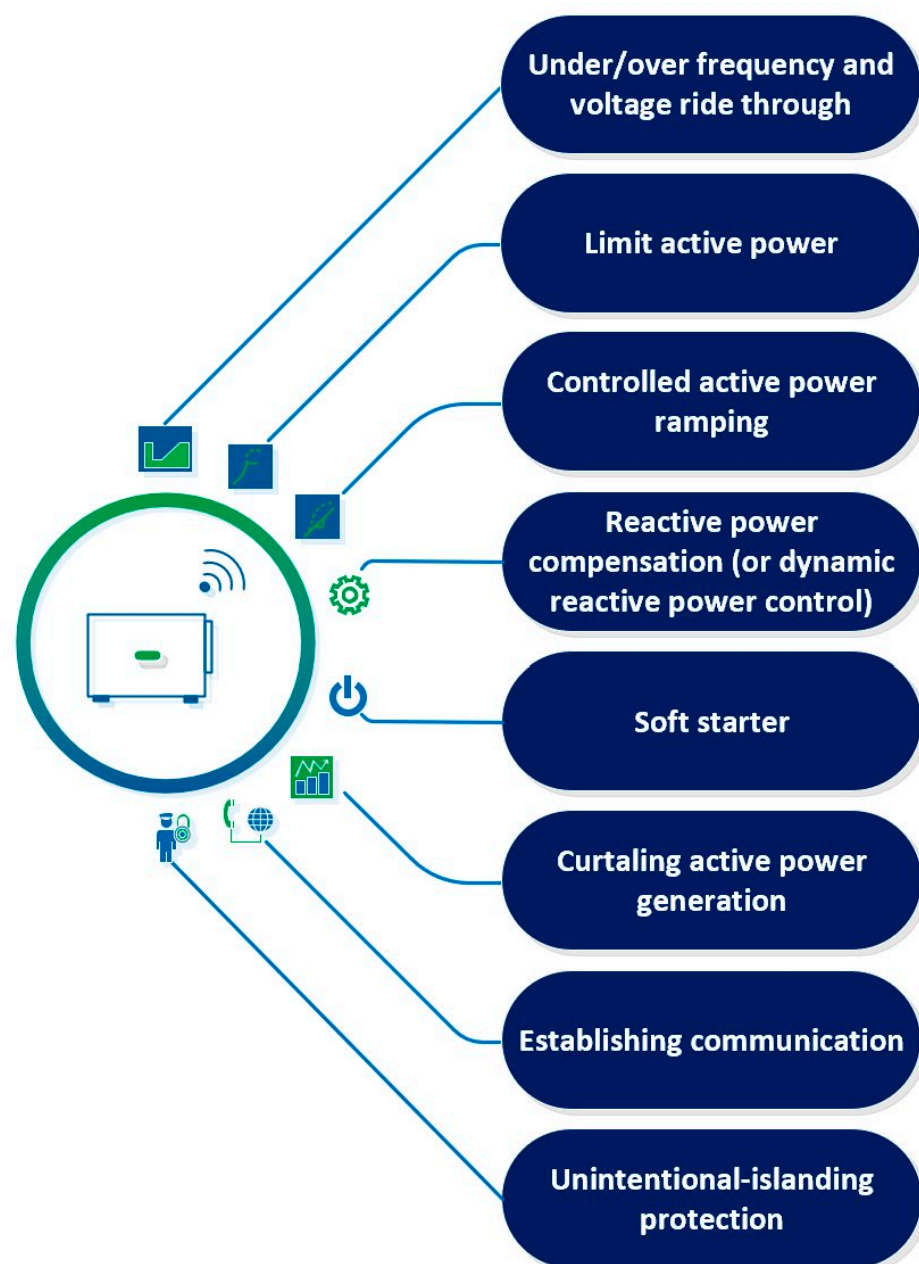 Under/over frequency and
voltage ride through
Limit active power
Controlled active power
ramping
Reactive power
compensation (or dynamic
reactive power control)
Soft starter
Curtaling active power
generation
Establishing communication
Unintentional-islanding
protection